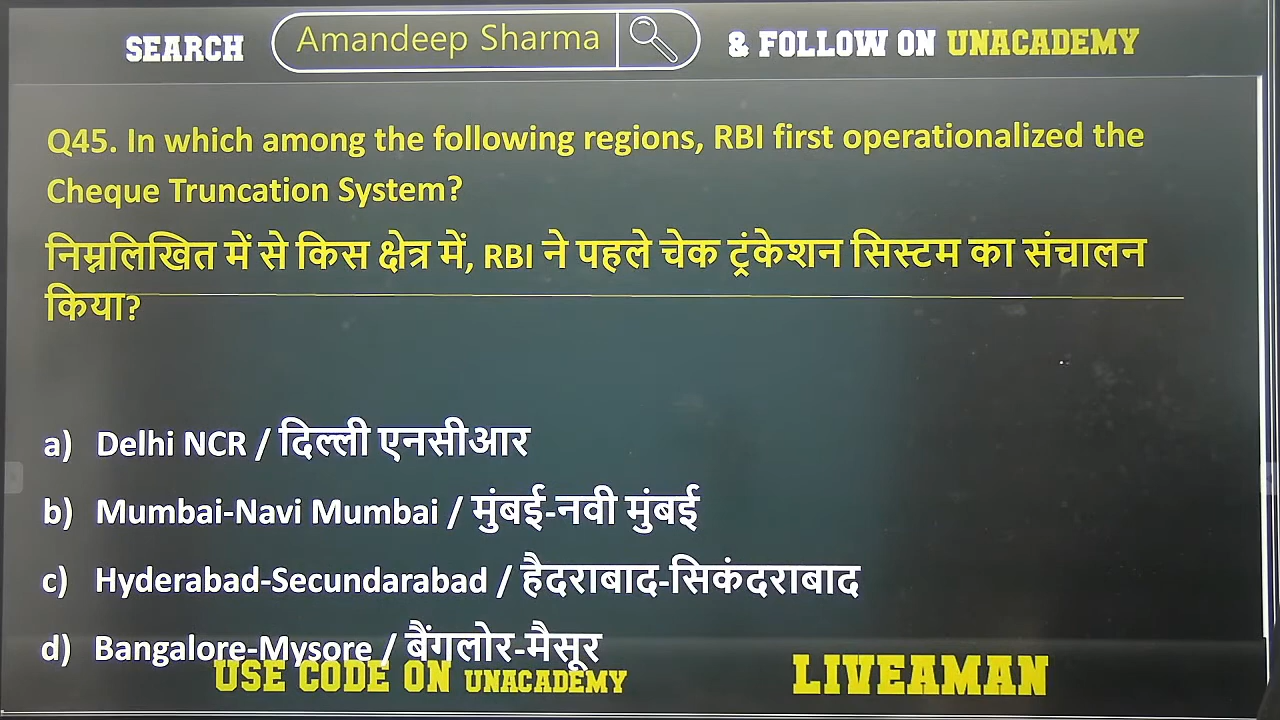 SEARCH Amandeep Sharma & FOLLOW ON UNACADEMY
Q45. In which among the following regions, RBI first operationalized the
Cheque Truncation System?
निम्नलिखित में से किस क्षेत्र में, RBI ने पहले चेक ट्रंकेशन सिस्टम का संचालन
किया?
a) Delhi NCR / दिल्ली एनसीआर
b) Mumbai-Navi Mumbai / मुंबई-नवी मुंबई
c) Hyderabad-Secundarabad / हैदराबाद-सिकंदराबाद
d) Bangalore-Mysore / बैंगलोर-मैसूर
USE CODE ON UNACADEMY LIVEAMAN